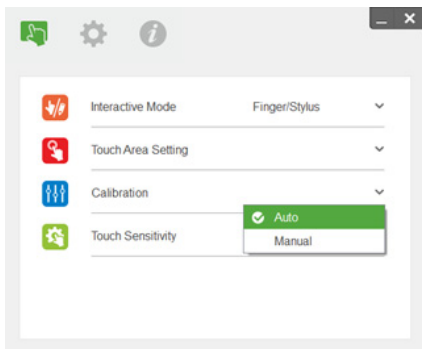 Interactive Mode Finger/Stylus
Touch Area Setting
Calibration
Auto
Touch Sensitivity
Manual